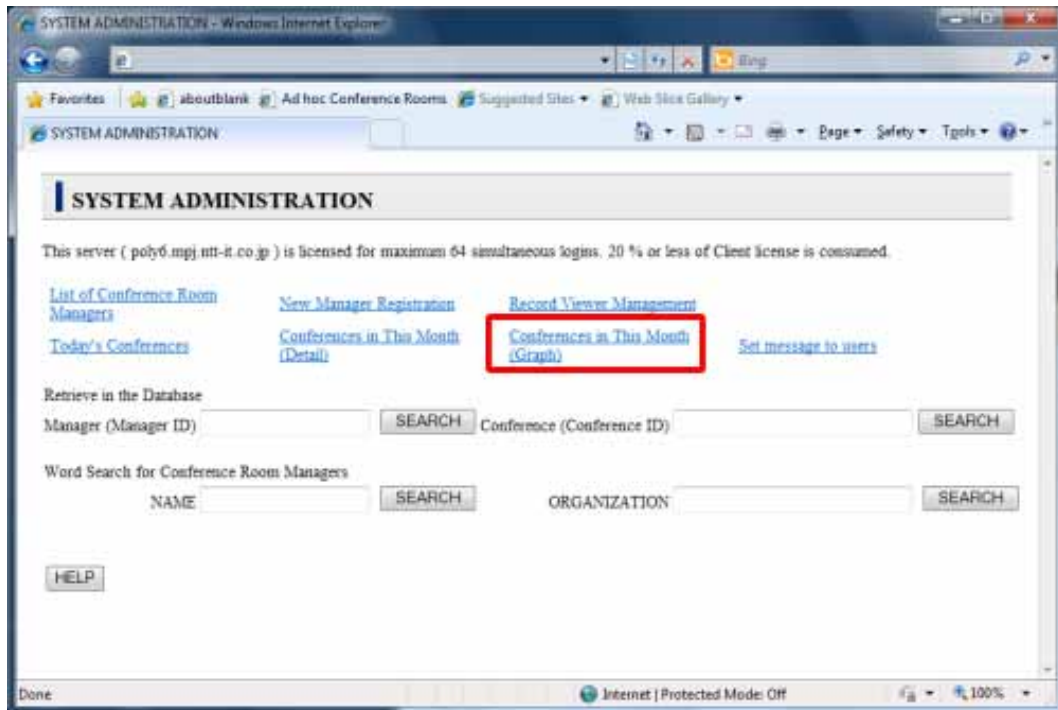 SYSTEM ADMINISTRATION - Windows Internet Explorer
Bing
Favorites aboutblank Ad hoc Conference Rooms Suggested Sites Web Slice Gallery
SYSTEM ADMINISTRATION Page Safety Tools
SYSTEM ADMINISTRATION
This server ( poly6.mpj.ntt-it.co.jp ) is licensed for maximum 64 simultaneous logins. 20 % or less of Client license is consumed.
List of Conference Room
Managers
New Manager Registration
Record Viewer Management
Today's Conferences
Conferences in This Month
(Detail)
Conferences in This Month
(Graph)
Set message to users
Retrieve in the Database
Manager (Manager ID) SEARCH Conference (Conference ID) SEARCH
Word Search for Conference Room Managers
NAME SEARCH ORGANIZATION SEARCH
HELP
Done Internet | Protected Mode: Off 100%